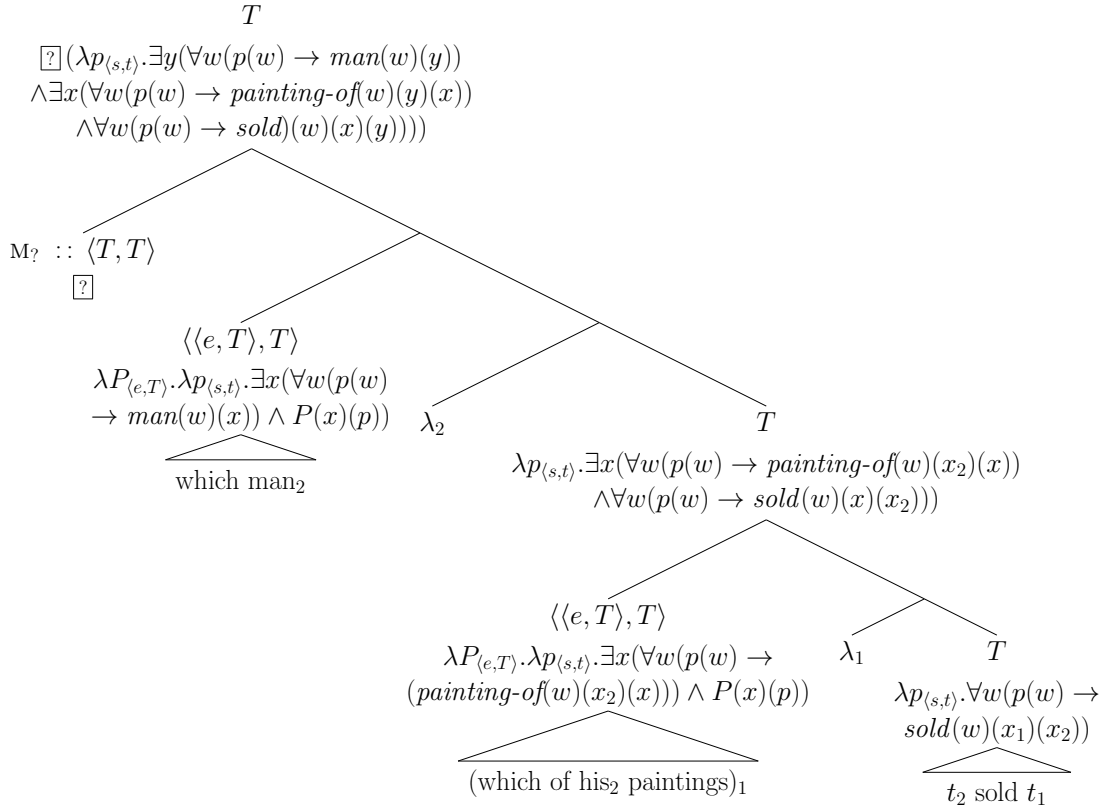 T
[?](λp⟨s,t⟩.∃y(∀w(p(w) → man(w)(y))
∧∃x(∀w(p(w) → painting-of(w)(y)(x))
∧∀w(p(w) → sold)(w)(x)(y))))
M? :: ⟨T, T⟩
[?]
⟨⟨e, T⟩, T⟩
λP⟨e,T⟩.λp⟨s,t⟩.∃x(∀w(p(w)
→ man(w)(x)) ∧ P(x)(p))
which man₂
λ₂
T
λp⟨s,t⟩.∃x(∀w(p(w) → painting-of(w)(x₂)(x))
∧∀w(p(w) → sold(w)(x)(x₂)))
⟨⟨e, T⟩, T⟩
λP⟨e,T⟩.λp⟨s,t⟩.∃x(∀w(p(w) →
(painting-of(w)(x₂)(x))) ∧ P(x)(p))
(which of his₂ paintings)₁
λ₁
T
λp⟨s,t⟩.∀w(p(w) →
sold(w)(x₁)(x₂))
t₂ sold t₁